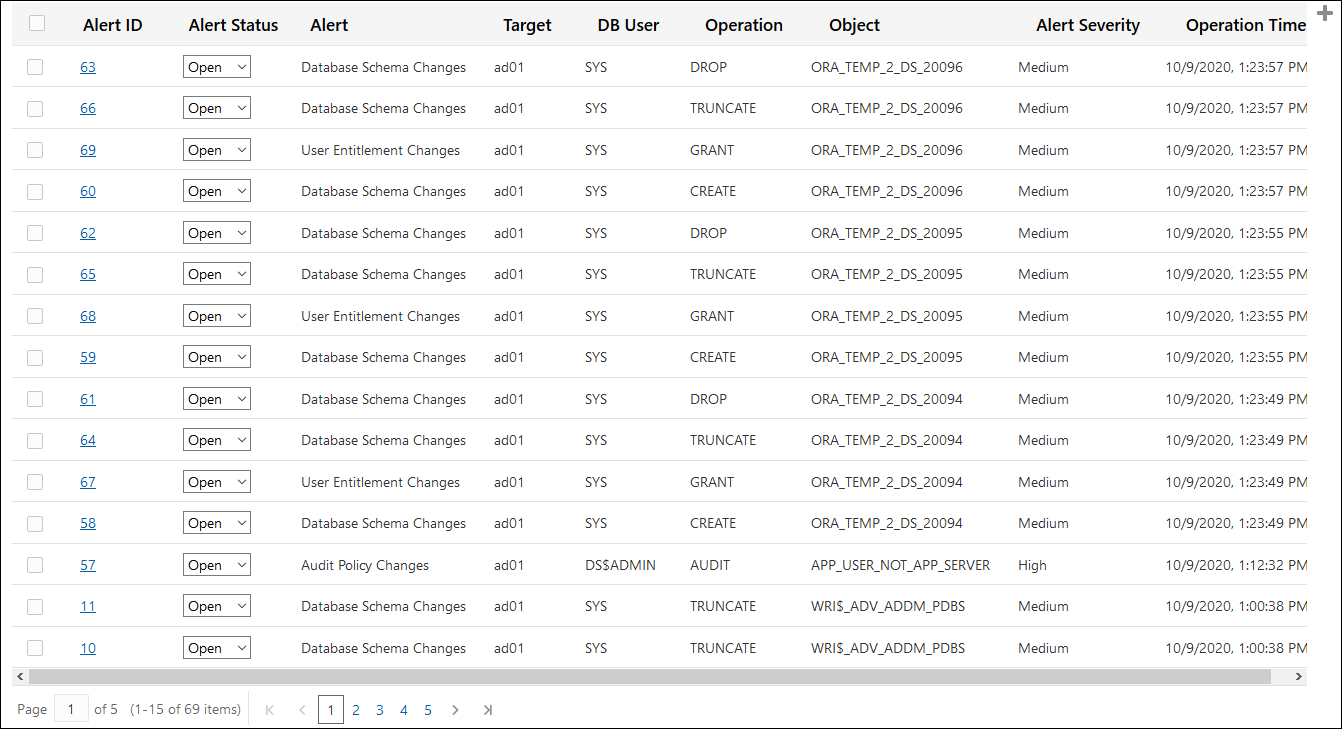 Alert ID Alert Status Alert Target DB User Operation Object Alert Severity Operation Time
63 Open Database Schema Changes ad01 SYS DROP ORA_TEMP_2_DS_20096 Medium 10/9/2020, 1:23:57 PM
66 Open Database Schema Changes ad01 SYS TRUNCATE ORA_TEMP_2_DS_20096 Medium 10/9/2020, 1:23:57 PM
69 Open User Entitlement Changes ad01 SYS GRANT ORA_TEMP_2_DS_20096 Medium 10/9/2020, 1:23:57 PM
60 Open Database Schema Changes ad01 SYS CREATE ORA_TEMP_2_DS_20096 Medium 10/9/2020, 1:23:57 PM
62 Open Database Schema Changes ad01 SYS DROP ORA_TEMP_2_DS_20095 Medium 10/9/2020, 1:23:55 PM
65 Open Database Schema Changes ad01 SYS TRUNCATE ORA_TEMP_2_DS_20095 Medium 10/9/2020, 1:23:55 PM
68 Open User Entitlement Changes ad01 SYS GRANT ORA_TEMP_2_DS_20095 Medium 10/9/2020, 1:23:55 PM
59 Open Database Schema Changes ad01 SYS CREATE ORA_TEMP_2_DS_20095 Medium 10/9/2020, 1:23:55 PM
61 Open Database Schema Changes ad01 SYS DROP ORA_TEMP_2_DS_20094 Medium 10/9/2020, 1:23:49 PM
64 Open Database Schema Changes ad01 SYS TRUNCATE ORA_TEMP_2_DS_20094 Medium 10/9/2020, 1:23:49 PM
67 Open User Entitlement Changes ad01 SYS GRANT ORA_TEMP_2_DS_20094 Medium 10/9/2020, 1:23:49 PM
58 Open Database Schema Changes ad01 SYS CREATE ORA_TEMP_2_DS_20094 Medium 10/9/2020, 1:23:49 PM
57 Open Audit Policy Changes ad01 DS$ADMIN AUDIT APP_USER_NOT_APP_SERVER High 10/9/2020, 1:12:32 PM
11 Open Database Schema Changes ad01 SYS TRUNCATE WRI$_ADV_ADDM_PDBS Medium 10/9/2020, 1:00:38 PM
10 Open Database Schema Changes ad01 SYS TRUNCATE WRI$_ADV_ADDM_PDBS Medium 10/9/2020, 1:00:38 PM
Page 1 of 5 (1-15 of 69 items) 1 2 3 4 5